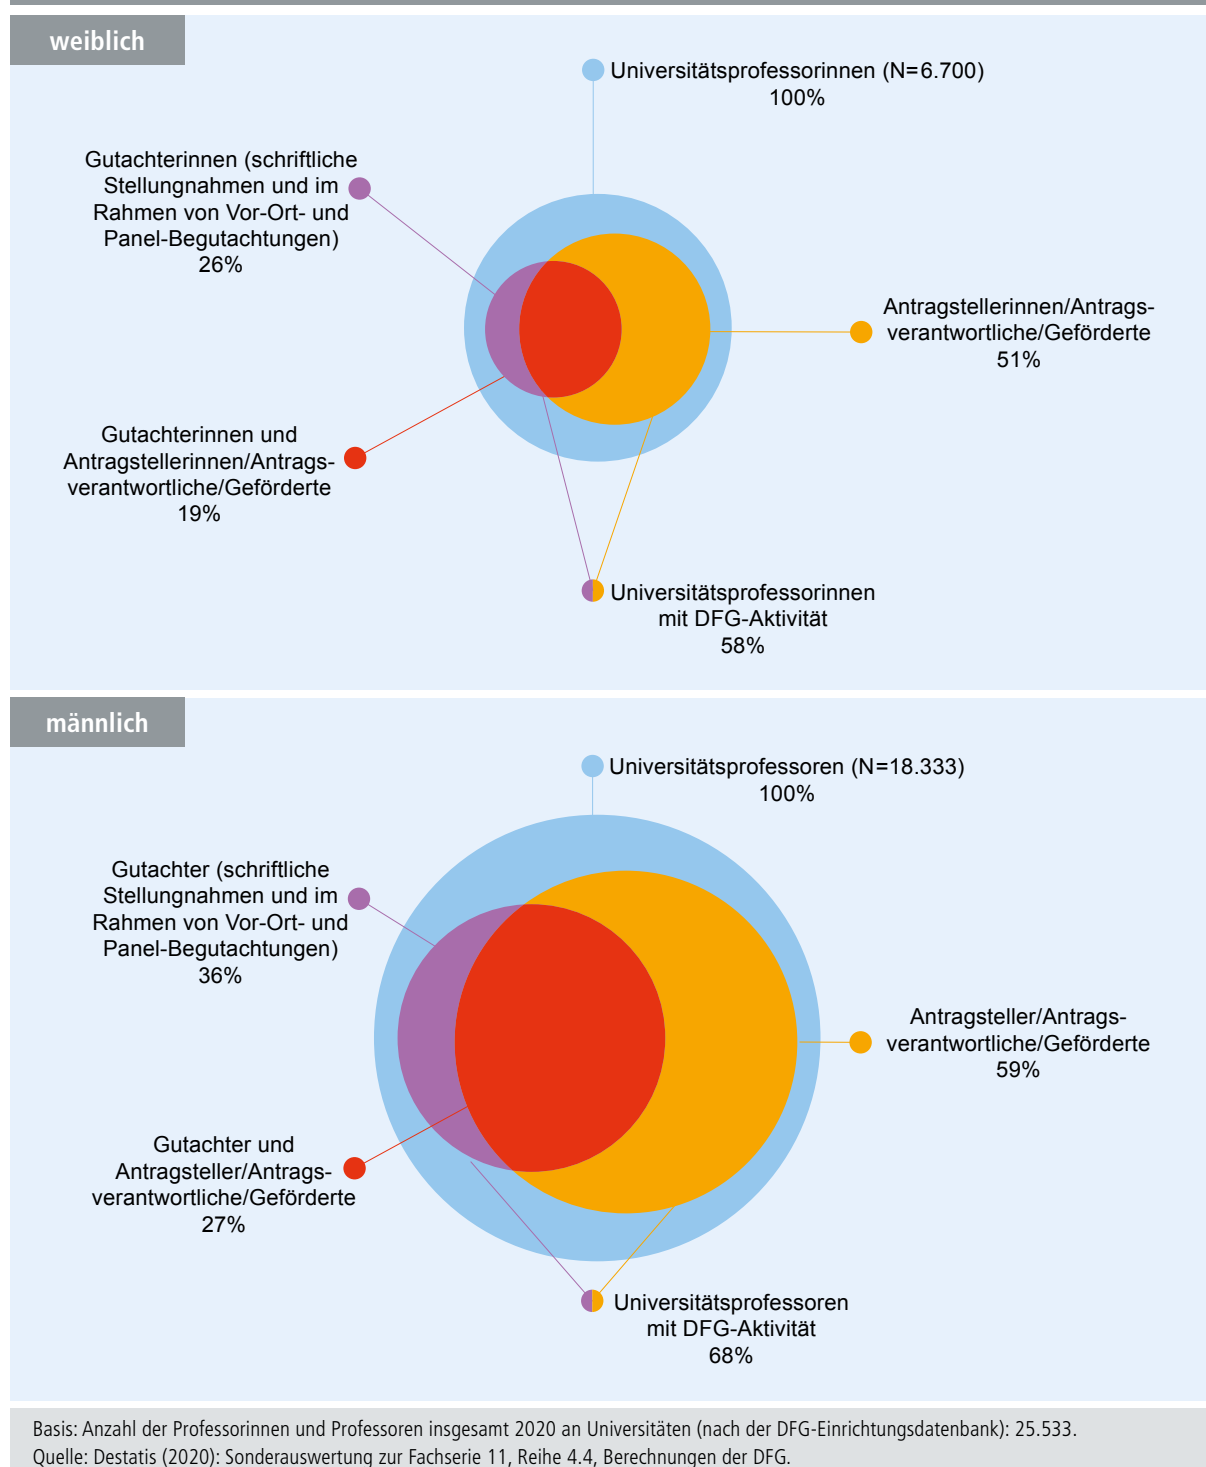 weiblich
Universitätsprofessorinnen (N=6.700)
100%
Gutachterinnen (schriftliche
Stellungnahmen und im
Rahmen von Vor-Ort- und
Panel-Begutachtungen)
26%
Antragstellerinnen/Antrags-
verantwortliche/Geförderte
51%
Gutachterinnen und
Antragstellerinnen/Antrags-
verantwortliche/Geförderte
19%
Universitätsprofessorinnen
mit DFG-Aktivität
58%
männlich
Universitätsprofessoren (N=18.333)
100%
Gutachter (schriftliche
Stellungnahmen und im
Rahmen von Vor-Ort- und
Panel-Begutachtungen)
36%
Antragsteller/Antrags-
verantwortliche/Geförderte
59%
Gutachter und
Antragsteller/Antrags-
verantwortliche/Geförderte
27%
Universitätsprofessoren
mit DFG-Aktivität
68%
Basis: Anzahl der Professorinnen und Professoren insgesamt 2020 an Universitäten (nach der DFG-Einrichtungsdatenbank): 25.533.
Quelle: Destatis (2020): Sonderauswertung zur Fachserie 11, Reihe 4.4, Berechnungen der DFG.